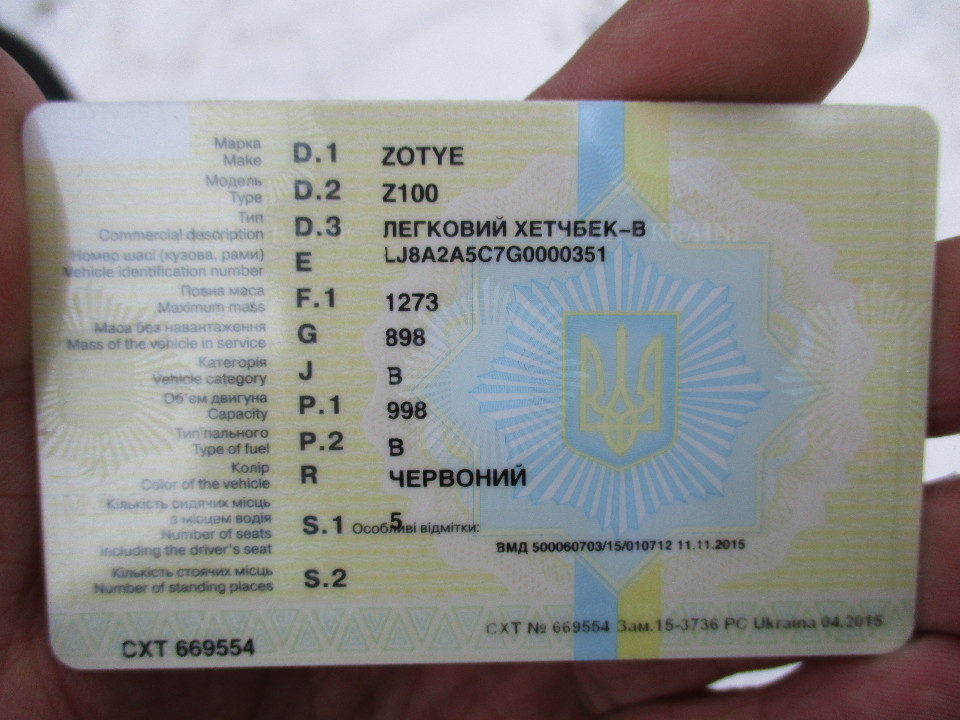 Марка
Make D.1 ZOTYE
Модель
Type D.2 Z100
Тип
Commercial description D.3 ЛЕГКОВИЙ ХЕТЧБЕК-В
Номер шасі (кузова, рами)
Vehicle identification number E LJ8A2A5C7G0000351
Повна маса
Maximum mass F.1 1273
Маса без навантаження
Mass of the vehicle in service G 898
Категорія
Vehicle category J B
Об'єм двигуна
Capacity P.1 998
Тип пального
Type of fuel P.2 B
Колір
Color of the vehicle R ЧЕРВОНИЙ
Кількість сидячих місць
з місцем водія
Number of seats S.1 5
including the driver's seat
Особливі відмітки:
ВМД 500060703/15/010712 11.11.2015
Кількість стоячих місць
Number of standing places S.2
СХТ № 669554 Зам.15-3736 РС Ukraina 04.2015
СХТ 669554
UKRAINE